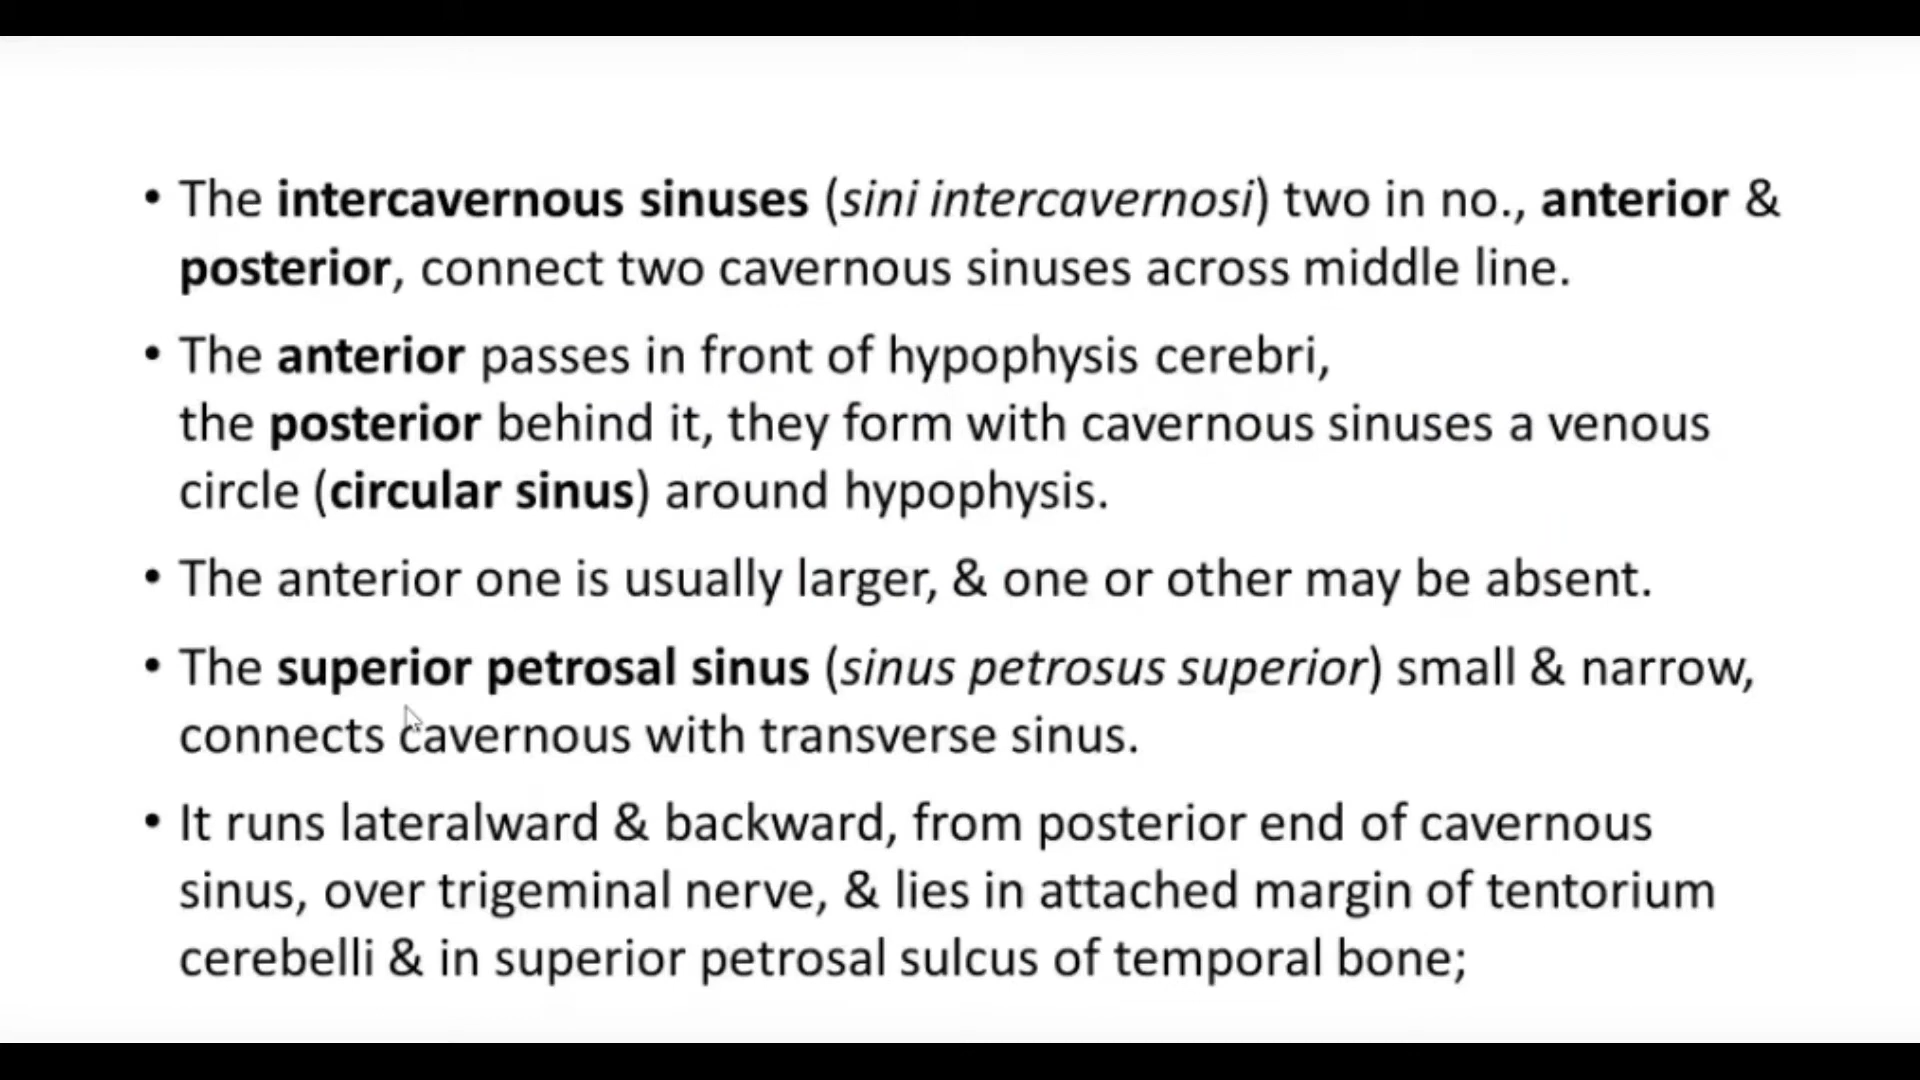 • The intercavernous sinuses (sini intercavernosi) two in no., anterior &
posterior, connect two cavernous sinuses across middle line.
• The anterior passes in front of hypophysis cerebri,
the posterior behind it, they form with cavernous sinuses a venous
circle (circular sinus) around hypophysis.
• The anterior one is usually larger, & one or other may be absent.
• The superior petrosal sinus (sinus petrosus superior) small & narrow,
connects cavernous with transverse sinus.
• It runs lateralward & backward, from posterior end of cavernous
sinus, over trigeminal nerve, & lies in attached margin of tentorium
cerebelli & in superior petrosal sulcus of temporal bone;